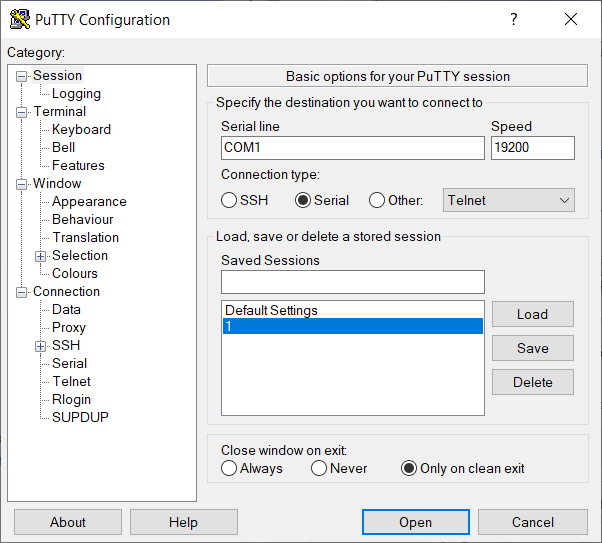 PuTTY Configuration
?
Category:
Session
Logging
Terminal
Keyboard
Bell
Features
Window
Appearance
Behaviour
Translation
Selection
Colours
Connection
Data
Proxy
SSH
Serial
Telnet
Rlogin
SUPDUP
Basic options for your PuTTY session
Specify the destination you want to connect to
Serial line Speed
COM1 19200
Connection type:
SSH Serial Other: Telnet
Load, save or delete a stored session
Saved Sessions
Default Settings
1
Load
Save
Delete
Close window on exit:
Always Never Only on clean exit
About Help Open Cancel